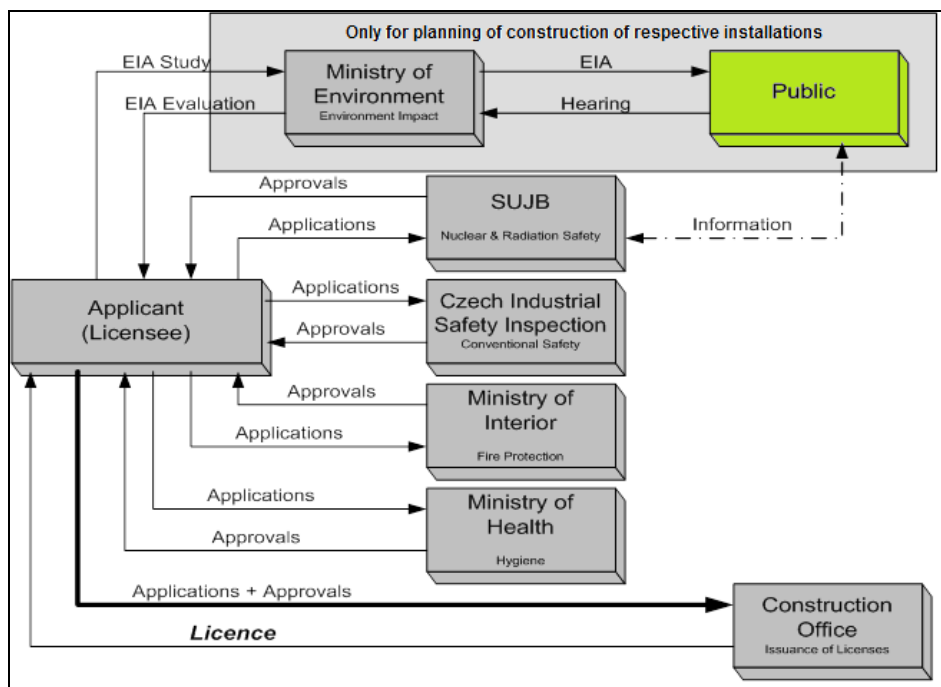 Only for planning of construction of respective installations
EIA Study
Ministry of
Environment
Environment Impact
EIA
Public
EIA Evaluation
Hearing
Approvals
SUJB
Nuclear & Radiation Safety
Applications
Information
Applicant
(Licensee)
Applications
Czech Industrial
Safety Inspection
Conventional Safety
Approvals
Approvals
Ministry of
Interior
Fire Protection
Applications
Applications
Ministry of
Health
Hygiene
Approvals
Applications + Approvals
Construction
Office
Issuance of Licenses
Licence